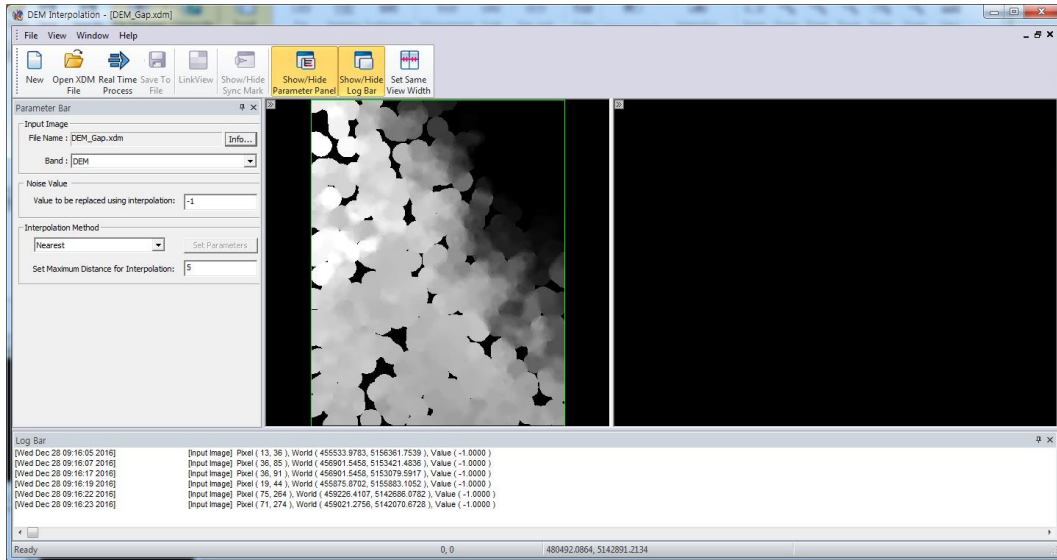 DEM Interpolation - [DEM_Gap.xdm]
File View Window Help
New Open XDM File Real Time Process Save To File LinkView Show/Hide Sync Mark Show/Hide Parameter Panel Show/Hide Log Bar Set Same View Width
Parameter Bar
Input Image
File Name : DEM_Gap.xdm Info...
Band : DEM
Noise Value
Value to be replaced using interpolation: -1
Interpolation Method
Nearest Set Parameters
Set Maximum Distance for Interpolation: 5
Log Bar
[Wed Dec 28 09:16:05 2016] [Input Image] Pixel ( 13, 36 ), World ( 455533.9783, 5156361.7539 ), Value ( -1.0000 )
[Wed Dec 28 09:16:07 2016] [Input Image] Pixel ( 36, 85 ), World ( 456901.5458, 5153421.4836 ), Value ( -1.0000 )
[Wed Dec 28 09:16:17 2016] [Input Image] Pixel ( 36, 91 ), World ( 456901.5458, 5153079.5917 ), Value ( -1.0000 )
[Wed Dec 28 09:16:19 2016] [Input Image] Pixel ( 19, 44 ), World ( 455875.8702, 5155883.1052 ), Value ( -1.0000 )
[Wed Dec 28 09:16:22 2016] [Input Image] Pixel ( 75, 264 ), World ( 459226.4107, 5142686.0782 ), Value ( -1.0000 )
[Wed Dec 28 09:16:23 2016] [Input Image] Pixel ( 71, 274 ), World ( 459021.2756, 5142070.6728 ), Value ( -1.0000 )
Ready 0, 0 480492.0864, 5142891.2134